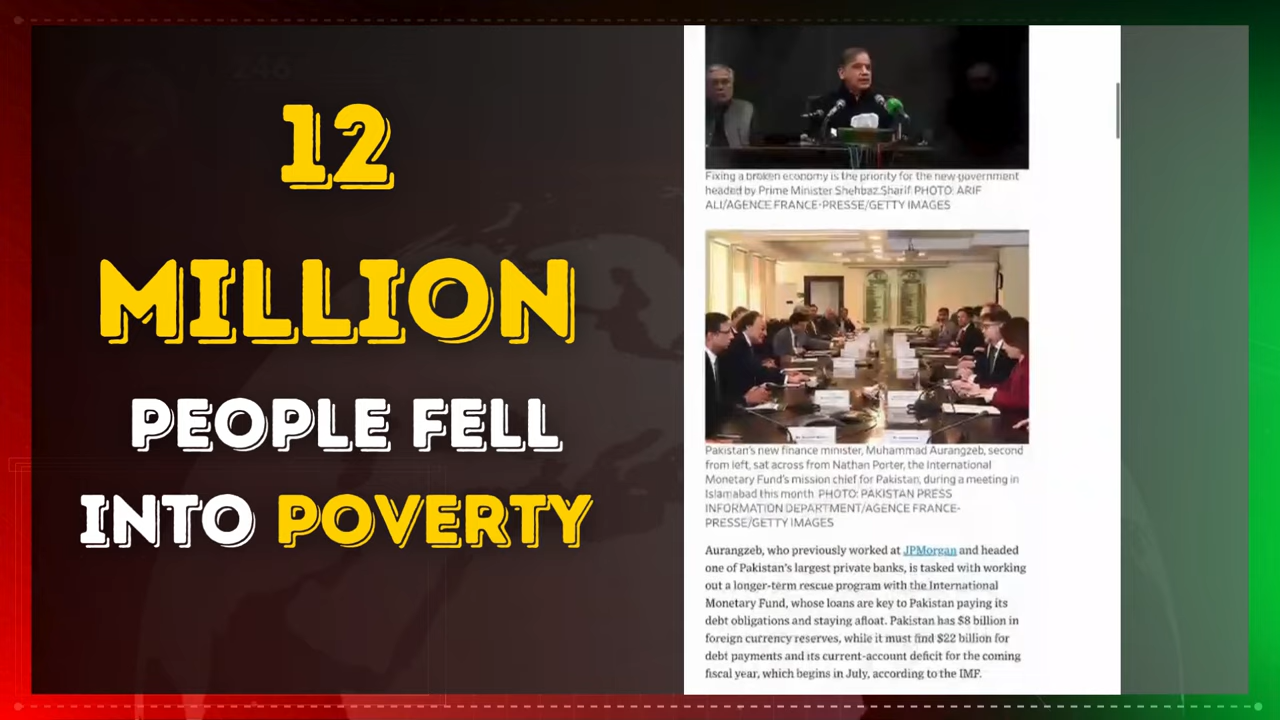 12
MILLION
PEOPLE FELL
INTO POVERTY
Fixing a broken economy is the priority for the new government
headed by Prime Minister Shehbaz Sharif PHOTO: ARIF
ALI/AGENCE FRANCE-PRESSE/GETTY IMAGES
Pakistan's new finance minister, Muhammad Aurangzeb, second
from left, sat across from Nathan Porter, the International
Monetary Fund's mission chief for Pakistan, during a meeting in
Islamabad this month PHOTO: PAKISTAN PRESS
INFORMATION DEPARTMENT/AGENCE FRANCE-
PRESSE/GETTY IMAGES
Aurangzeb, who previously worked at JPMorgan and headed
one of Pakistan's largest private banks, is tasked with working
out a longer-term rescue program with the International
Monetary Fund, whose loans are key to Pakistan paying its
debt obligations and staying afloat. Pakistan has $8 billion in
foreign currency reserves, while it must find $22 billion for
debt payments and its current-account deficit for the coming
fiscal year, which begins in July, according to the IMF.